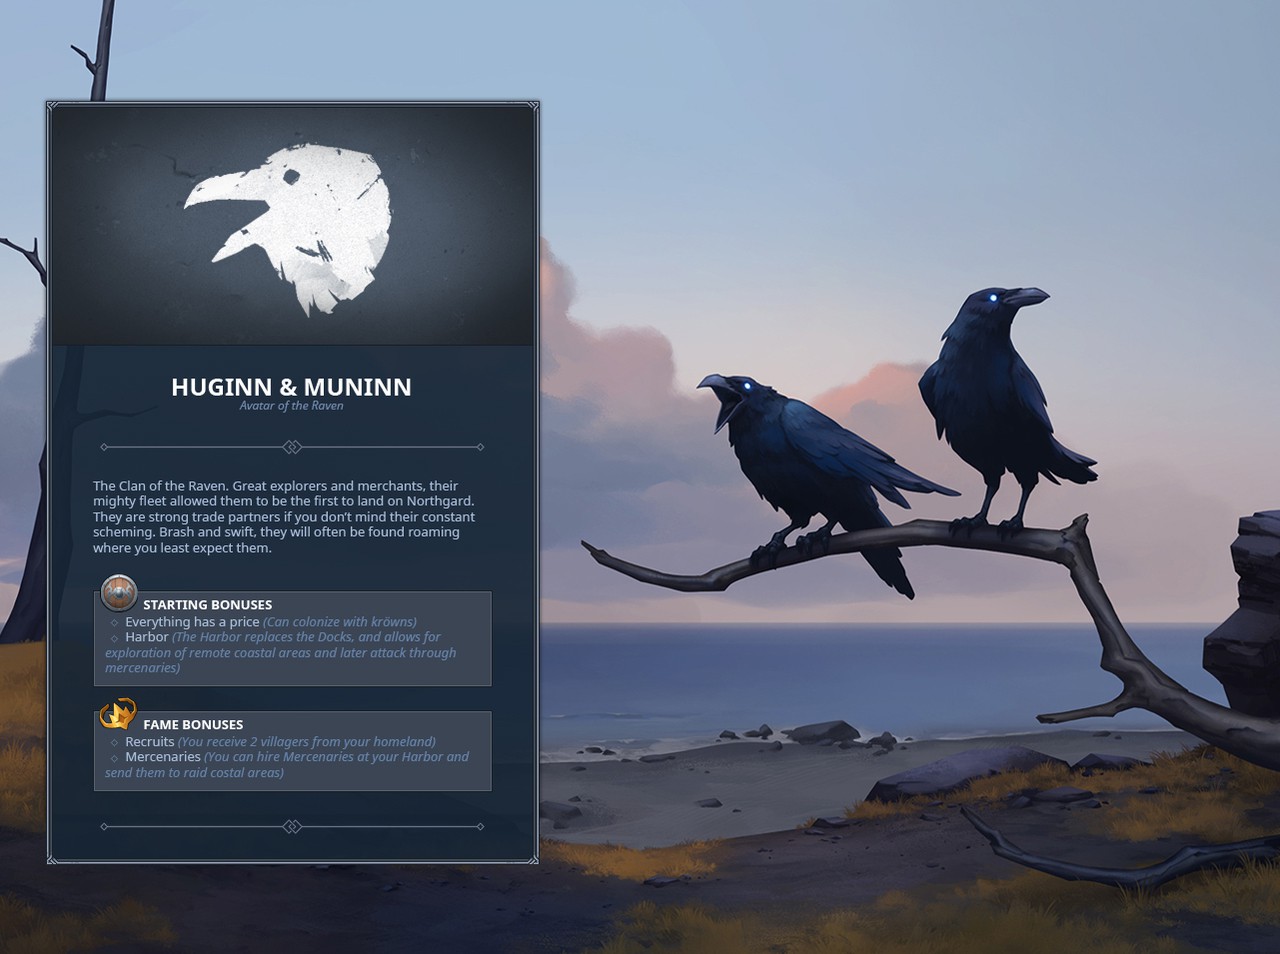 HUGINN & MUNINN
Avatar of the Raven
The Clan of the Raven. Great explorers and merchants, their
mighty fleet allowed them to be the first to land on Northgard.
They are strong trade partners if you don't mind their constant
scheming. Brash and swift, they will often be found roaming
where you least expect them.
STARTING BONUSES
Everything has a price (Can colonize with kröwns)
Harbor (The Harbor replaces the Docks, and allows for
exploration of remote coastal areas and later attack through
mercenaries)
FAME BONUSES
Recruits (You receive 2 villagers from your homeland)
Mercenaries (You can hire Mercenaries at your Harbor and
send them to raid costal areas)